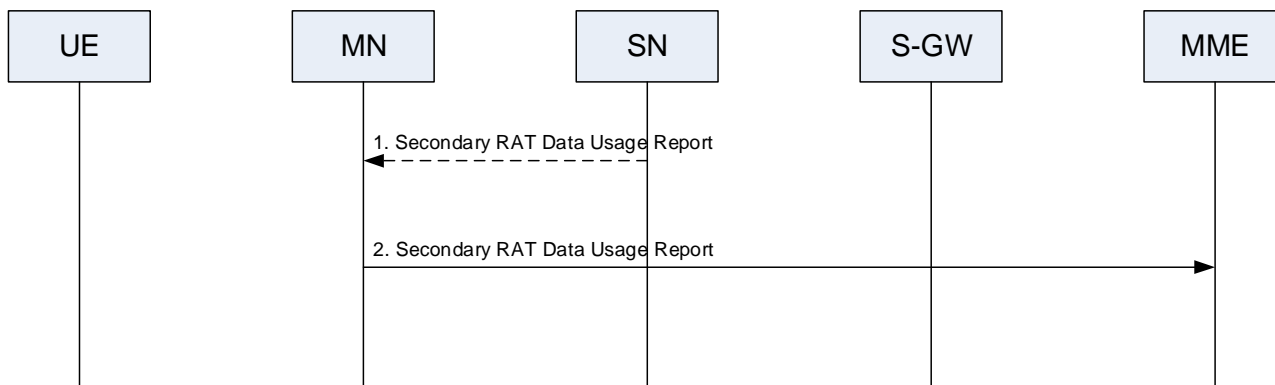 UE
MN
SN
S-GW
MME
1. Secondary RAT Data Usage Report
2. Secondary RAT Data Usage Report